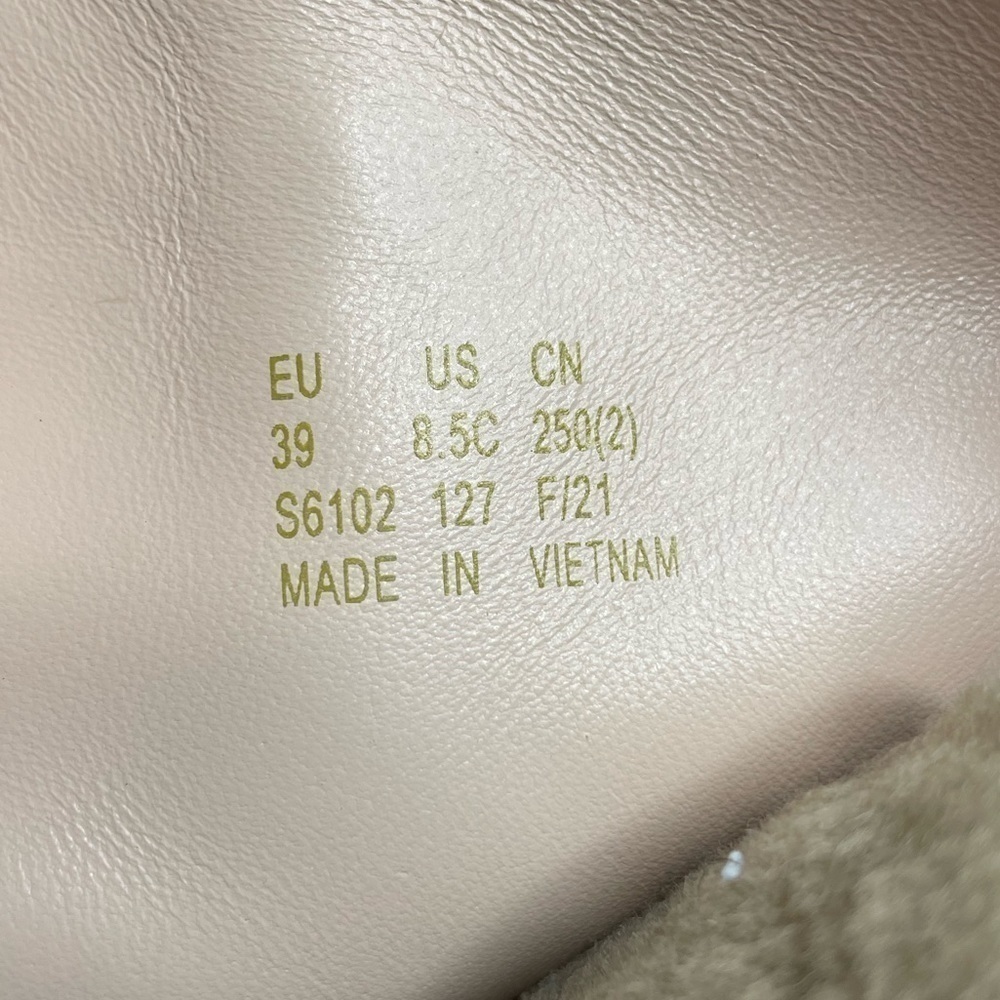 EU US CN
39 8.5C 250(2)
S6102 127 F/21
MADE IN VIETNAM